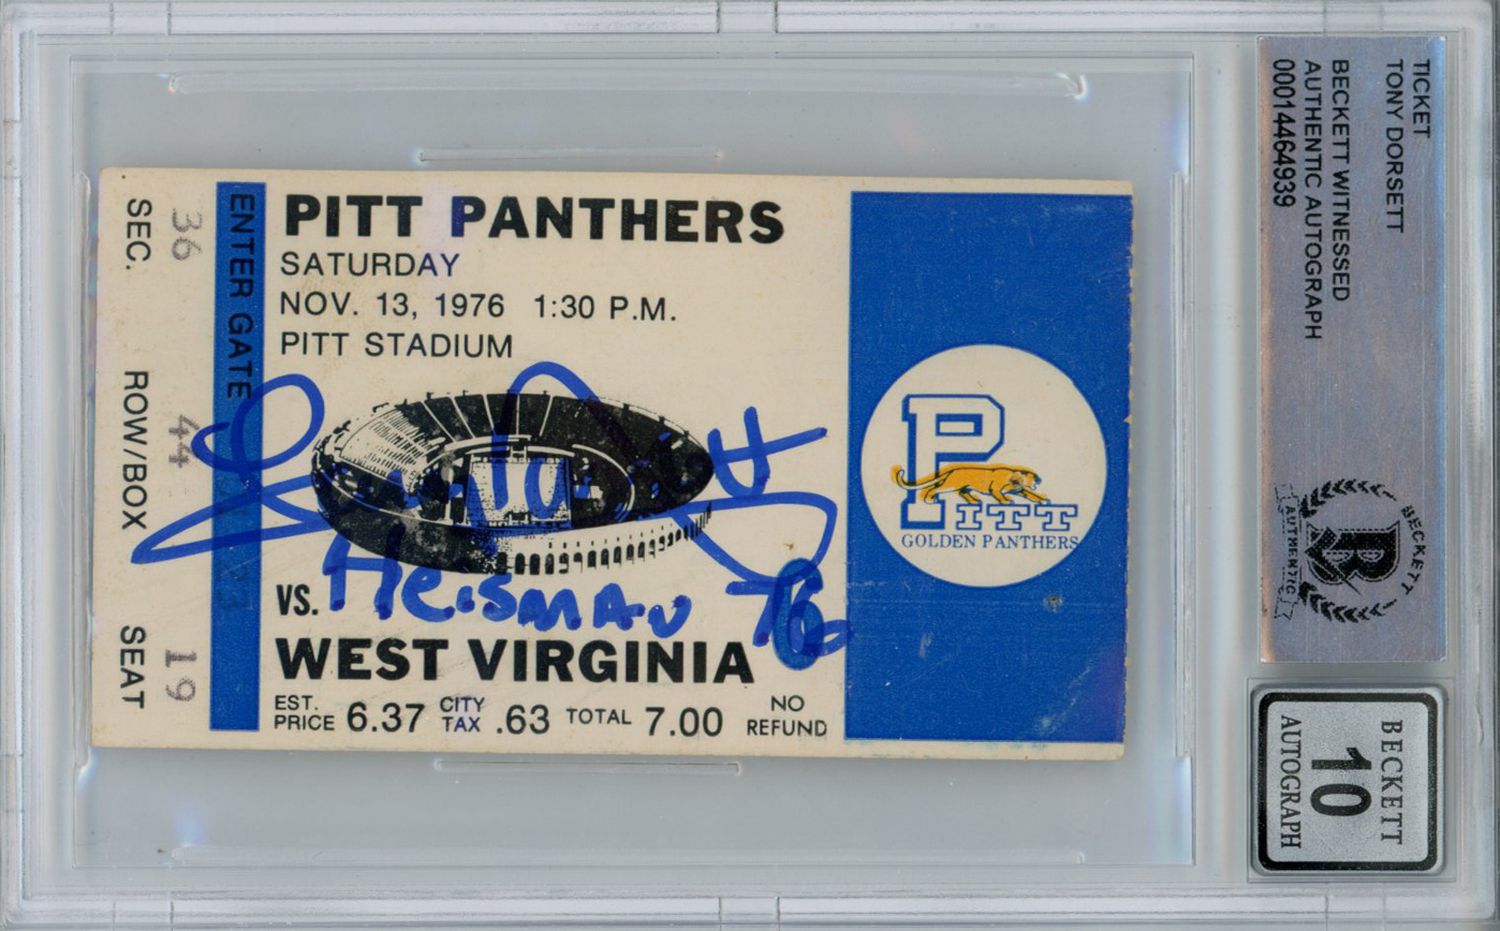 SEC. 36 ROW/BOX 44 SEAT 19
ENTER GATE
PITT PANTHERS
SATURDAY
NOV. 13, 1976 1:30 P.M.
PITT STADIUM
Heisman 76
VS.
WEST VIRGINIA
EST. PRICE 6.37 CITY TAX .63 TOTAL 7.00 NO REFUND
PITT
GOLDEN PANTHERS
TICKET
TONY DORSETT
BECKETT WITNESSED
AUTHENTIC AUTOGRAPH
00014464939
BECKETT
B
AUTHENTIC
BECKETT
10
AUTOGRAPH